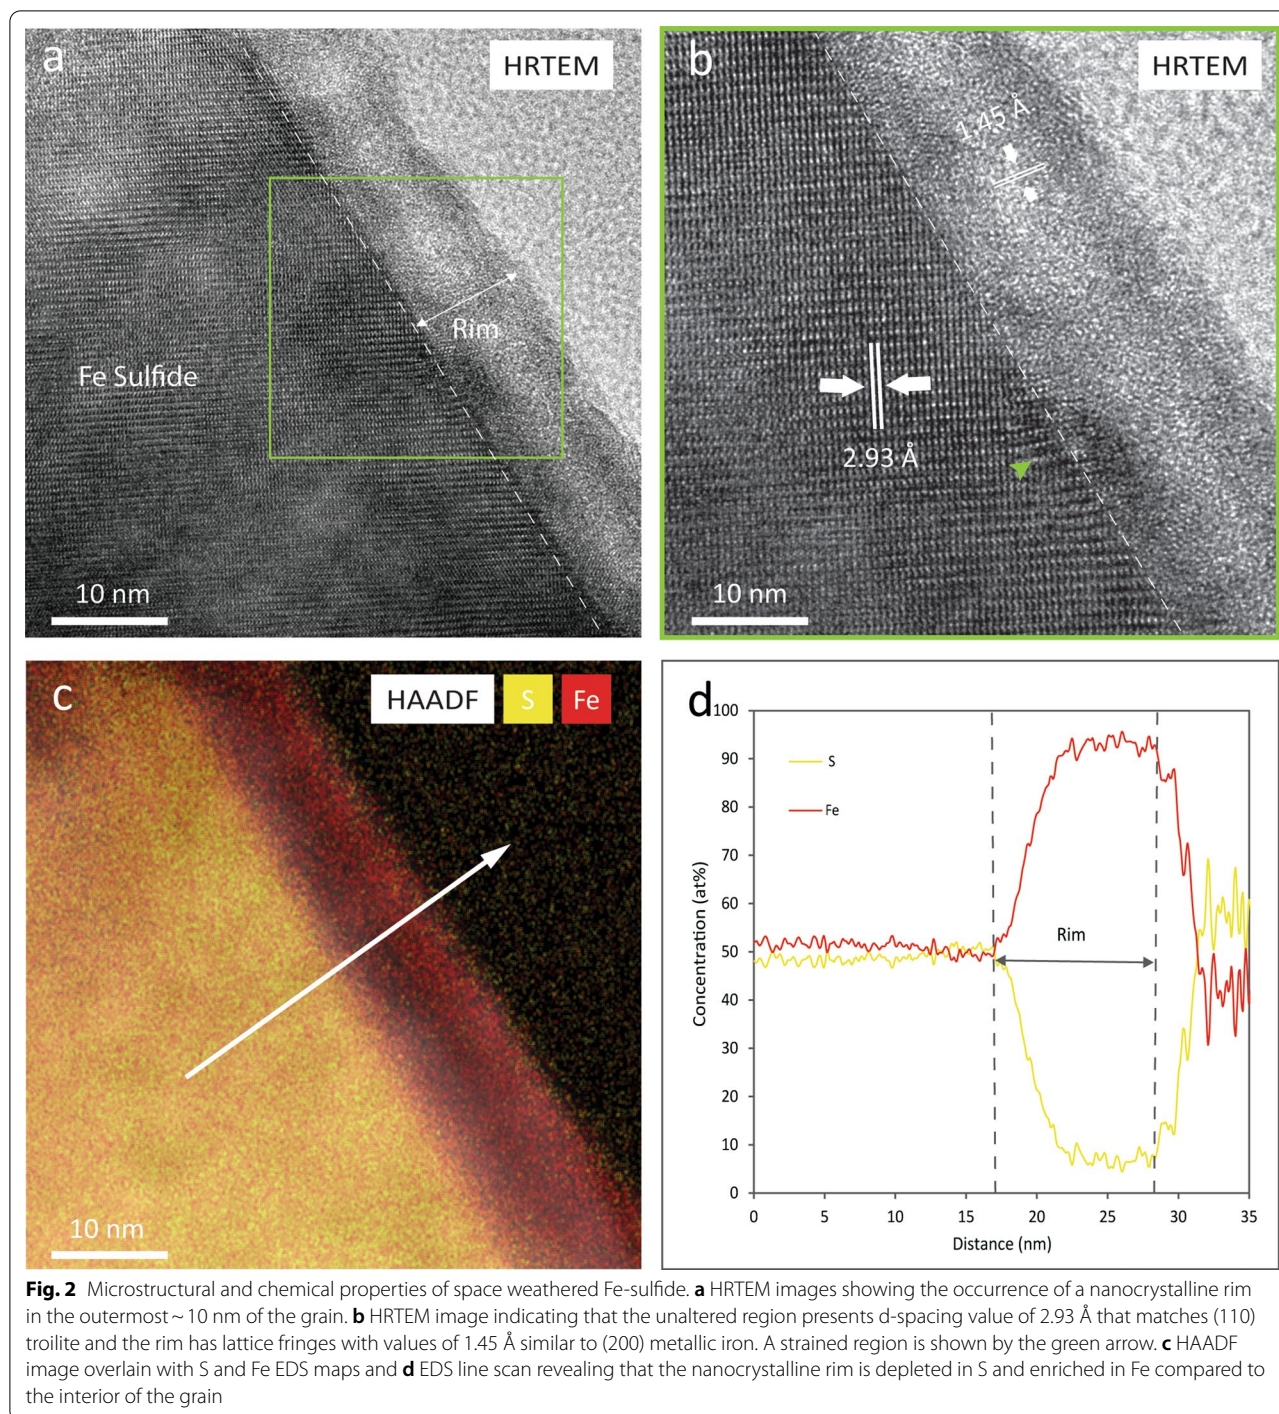 a
HRTEM
Rim
Fe Sulfide
10 nm
b
HRTEM
1.45 Å
2.93 Å
10 nm
c
HAADF
S
Fe
10 nm
d
100
90
80
70
60
50
40
30
20
10
0
Concentration (at%)
S
Fe
Rim
0 5 10 15 20 25 30 35
Distance (nm)
Fig. 2 Microstructural and chemical properties of space weathered Fe-sulfide. a HRTEM images showing the occurrence of a nanocrystalline rim
in the outermost ~ 10 nm of the grain. b HRTEM image indicating that the unaltered region presents d-spacing value of 2.93 Å that matches (110)
troilite and the rim has lattice fringes with values of 1.45 Å similar to (200) metallic iron. A strained region is shown by the green arrow. c HAADF
image overlain with S and Fe EDS maps and d EDS line scan revealing that the nanocrystalline rim is depleted in S and enriched in Fe compared to
the interior of the grain